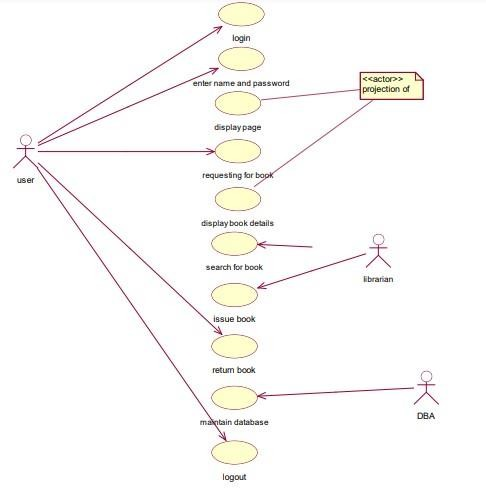 login
enter name and password
<<actor>>
projection of
display page
user
requesting for book
display book details
search for book
librarian
issue book
return book
DBA
maintain database
logout